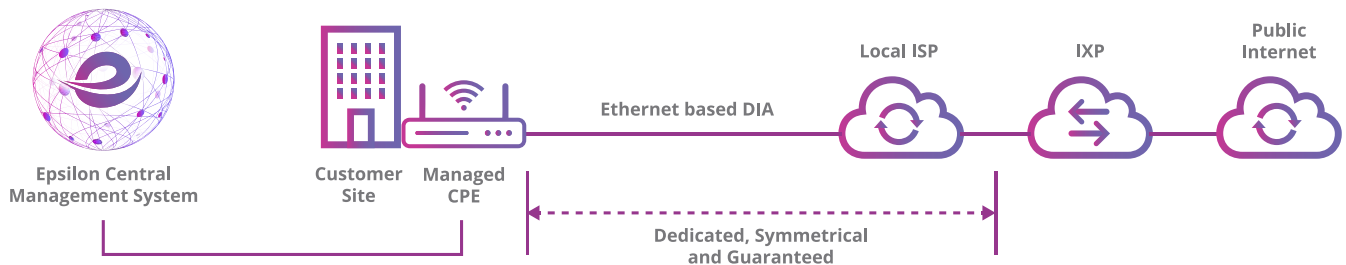 Epsilon Central
Management System
Customer
Site
Managed
CPE
Ethernet based DIA
Local ISP
IXP
Public
Internet
Dedicated, Symmetrical
and Guaranteed